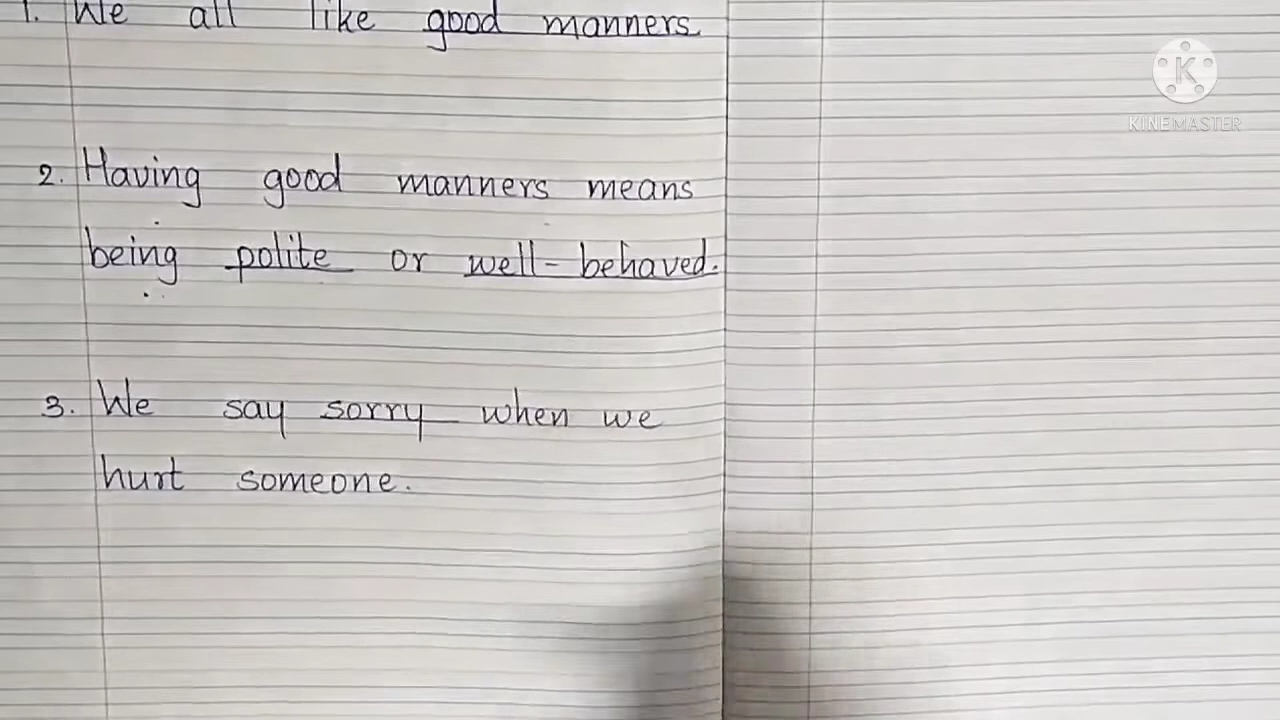 1. We all like good manners
2. Having good manners means
being polite or well-behaved.
3. We say sorry when we
hurt someone.
K
KINEMASTER